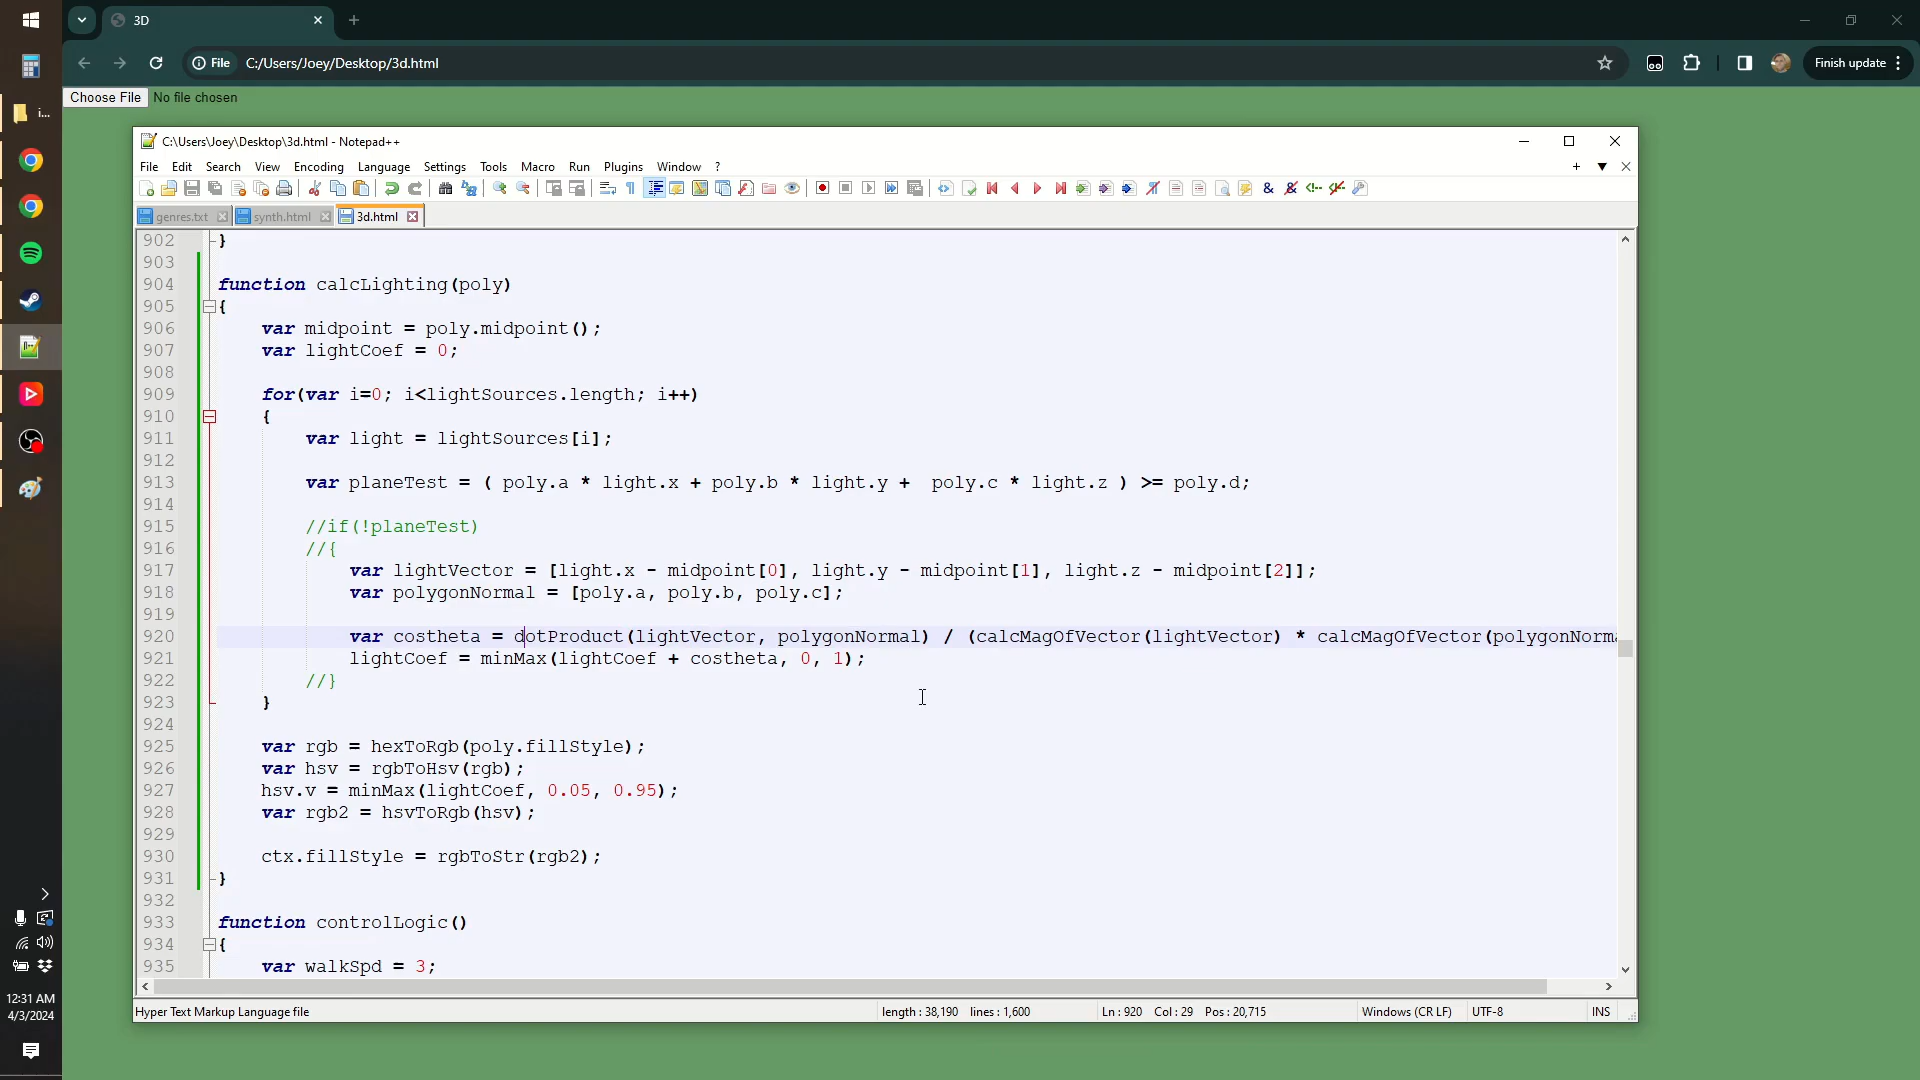 3D
File
C:/Users/Joey/Desktop/3d.html
Finish update
Choose File No file chosen
i...
C:\Users\Joey\Desktop\3d.html - Notepad++
File Edit Search View Encoding Language Settings Tools Macro Run Plugins Window ?
genres.txt synth.html 3d.html
902 }
903
904 function calcLighting(poly)
905 {
906 var midpoint = poly.midpoint();
907 var lightCoef = 0;
908
909 for(var i=0; i<lightSources.length; i++)
910 {
911 var light = lightSources[i];
912
913 var planeTest = ( poly.a * light.x + poly.b * light.y +  poly.c * light.z ) >= poly.d;
914
915 //if(!planeTest)
916 //{
917 var lightVector = [light.x - midpoint[0], light.y - midpoint[1], light.z - midpoint[2]];
918 var polygonNormal = [poly.a, poly.b, poly.c];
919
920 var costheta = dotProduct(lightVector, polygonNormal) / (calcMagOfVector(lightVector) * calcMagOfVector(polygonNorma
921 lightCoef = minMax(lightCoef + costheta, 0, 1);
922 //}
923 }
924
925 var rgb = hexToRgb(poly.fillStyle);
926 var hsv = rgbToHsv(rgb);
927 hsv.v = minMax(lightCoef, 0.05, 0.95);
928 var rgb2 = hsvToRgb(hsv);
929
930 ctx.fillStyle = rgbToStr(rgb2);
931 }
932
933 function controlLogic()
934 {
935 var walkSpd = 3;
Hyper Text Markup Language file length : 38,190 lines : 1,600 Ln : 920 Col : 29 Pos : 20,715 Windows (CR LF) UTF-8 INS
12:31 AM
4/3/2024